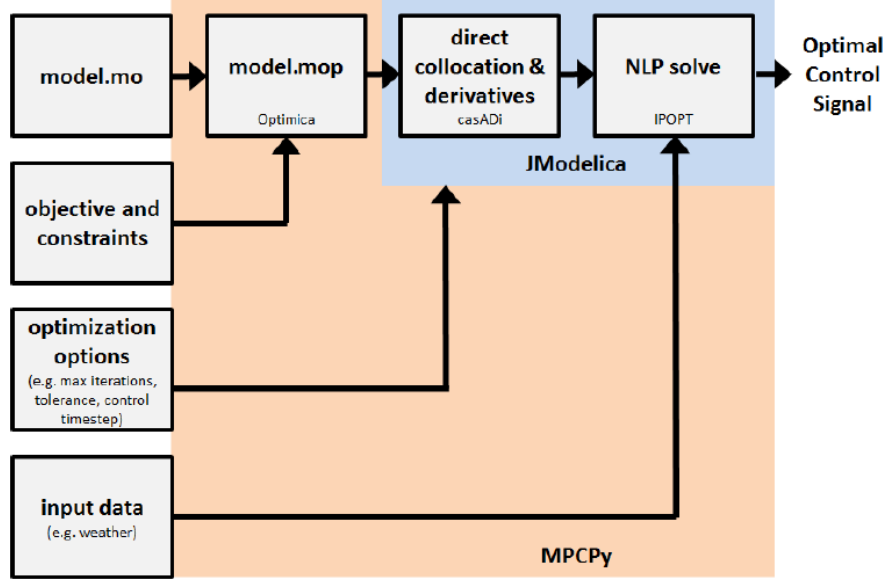 model.mo
model.mop
Optimica
direct
collocation &
derivatives
casADi
NLP solve
IPOPT
Optimal
Control
Signal
JModelica
objective and
constraints
optimization
options
(e.g. max iterations,
tolerance, control
timestep)
input data
(e.g. weather)
MPCPy